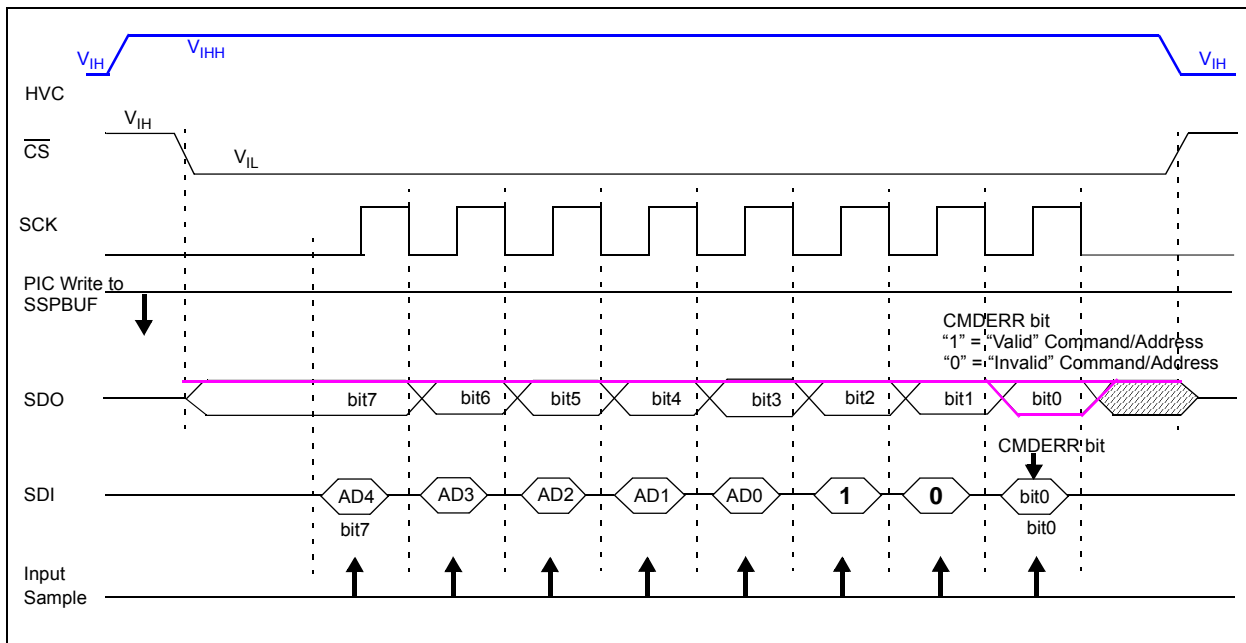 VIH
VIHH
VIH
HVC
VIH
CS
VIL
SCK
PIC Write to
SSPBUF
CMDERR bit
“1” = “Valid” Command/Address
“0” = “Invalid” Command/Address
SDO
bit7 bit6 bit5 bit4 bit3 bit2 bit1 bit0
CMDERR bit
SDI
AD4 AD3 AD2 AD1 AD0 1 0 bit0
bit7 bit0
Input
Sample